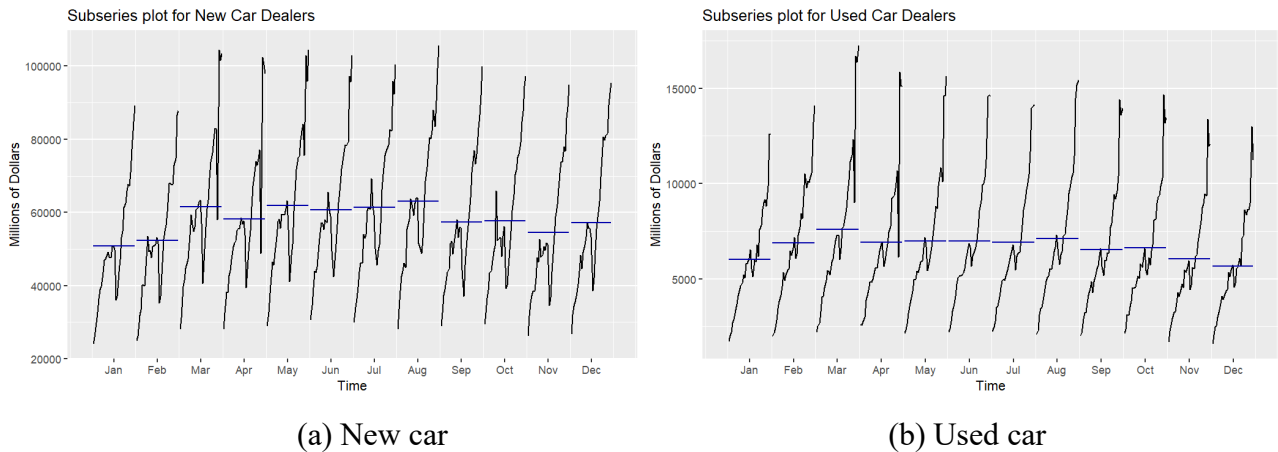 Subseries plot for New Car Dealers
100000
80000
60000
40000
20000
Millions of Dollars
Jan Feb Mar Apr May Jun Jul Aug Sep Oct Nov Dec
Time
(a) New car
Subseries plot for Used Car Dealers
15000
10000
5000
Millions of Dollars
Jan Feb Mar Apr May Jun Jul Aug Sep Oct Nov Dec
Time
(b) Used car